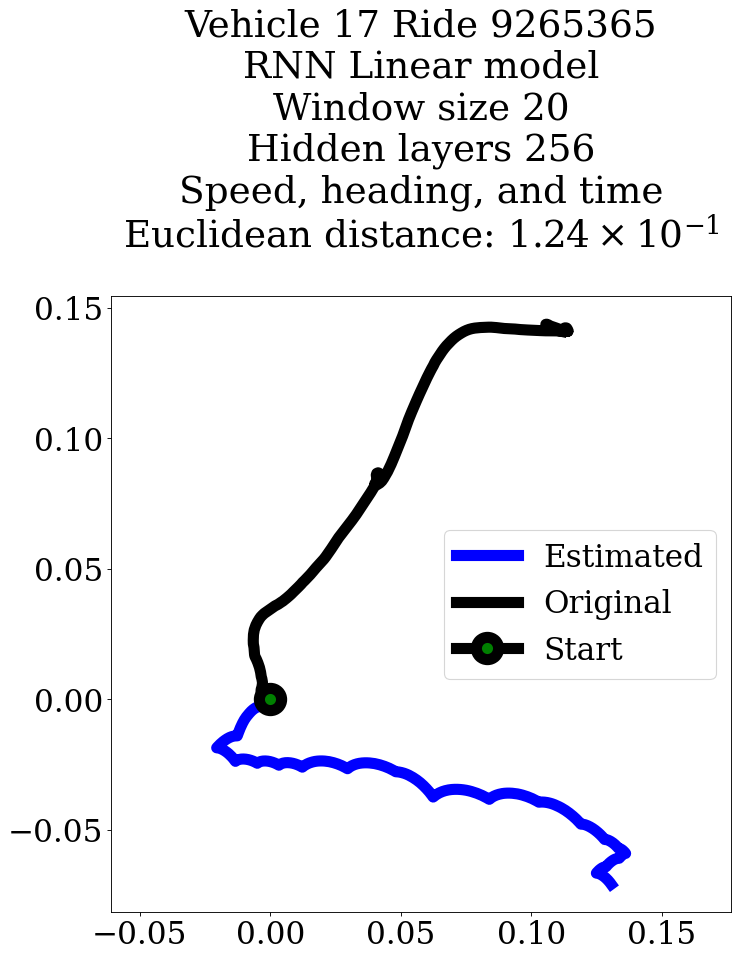 Vehicle 17 Ride 9265365
RNN Linear model
Window size 20
Hidden layers 256
Speed, heading, and time
Euclidean distance: 1.24 × 10⁻¹
0.15
0.10
0.05
0.00
−0.05
Estimated
Original
Start
−0.05
0.00
0.05
0.10
0.15